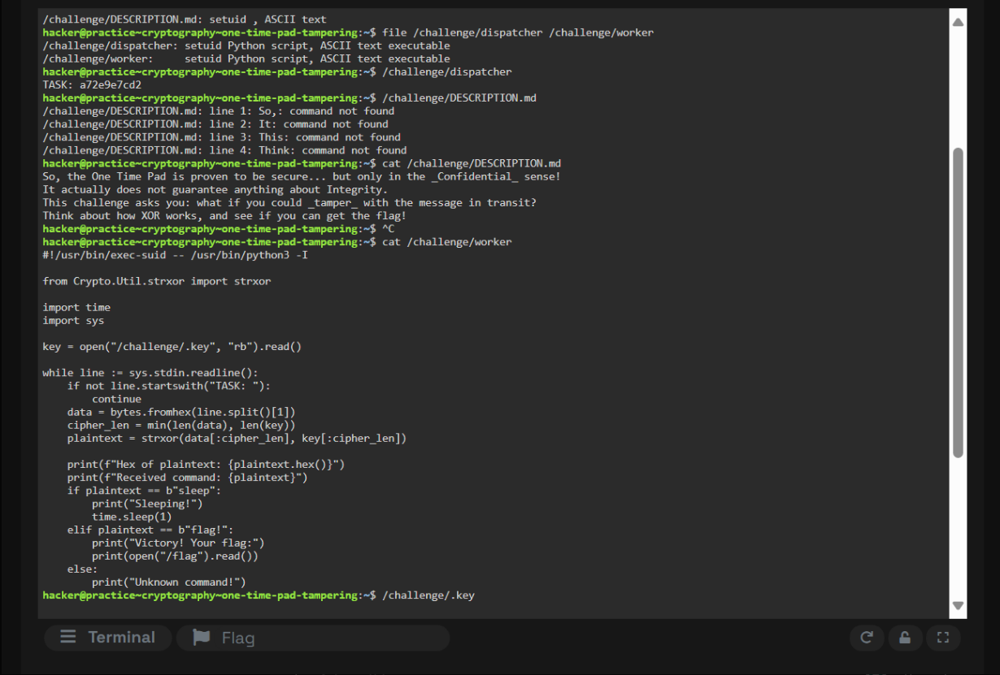 /challenge/DESCRIPTION.md: setuid , ASCII text
hacker@practice~cryptography~one-time-pad-tampering:~$ file /challenge/dispatcher /challenge/worker
/challenge/dispatcher: setuid Python script, ASCII text executable
/challenge/worker:     setuid Python script, ASCII text executable
hacker@practice~cryptography~one-time-pad-tampering:~$ /challenge/dispatcher
TASK: a72e9e7cd2
hacker@practice~cryptography~one-time-pad-tampering:~$ /challenge/DESCRIPTION.md
/challenge/DESCRIPTION.md: line 1: So,: command not found
/challenge/DESCRIPTION.md: line 2: It: command not found
/challenge/DESCRIPTION.md: line 3: This: command not found
/challenge/DESCRIPTION.md: line 4: Think: command not found
hacker@practice~cryptography~one-time-pad-tampering:~$ cat /challenge/DESCRIPTION.md
So, the One Time Pad is proven to be secure... but only in the _Confidential_ sense!
It actually does not guarantee anything about Integrity.
This challenge asks you: what if you could _tamper_ with the message in transit?
Think about how XOR works, and see if you can get the flag!
hacker@practice~cryptography~one-time-pad-tampering:~$ ^C
hacker@practice~cryptography~one-time-pad-tampering:~$ cat /challenge/worker
#!/usr/bin/exec-suid -- /usr/bin/python3 -I

from Crypto.Util.strxor import strxor

import time
import sys

key = open("/challenge/.key", "rb").read()

while line := sys.stdin.readline():
    if not line.startswith("TASK: "):
        continue
    data = bytes.fromhex(line.split()[1])
    cipher_len = min(len(data), len(key))
    plaintext = strxor(data[:cipher_len], key[:cipher_len])

    print(f"Hex of plaintext: {plaintext.hex()}")
    print(f"Received command: {plaintext}")
    if plaintext == b"sleep":
        print("Sleeping!")
        time.sleep(1)
    elif plaintext == b"flag!":
        print("Victory! Your flag:")
        print(open("/flag").read())
    else:
        print("Unknown command!")
hacker@practice~cryptography~one-time-pad-tampering:~$ /challenge/.key
Terminal
Flag